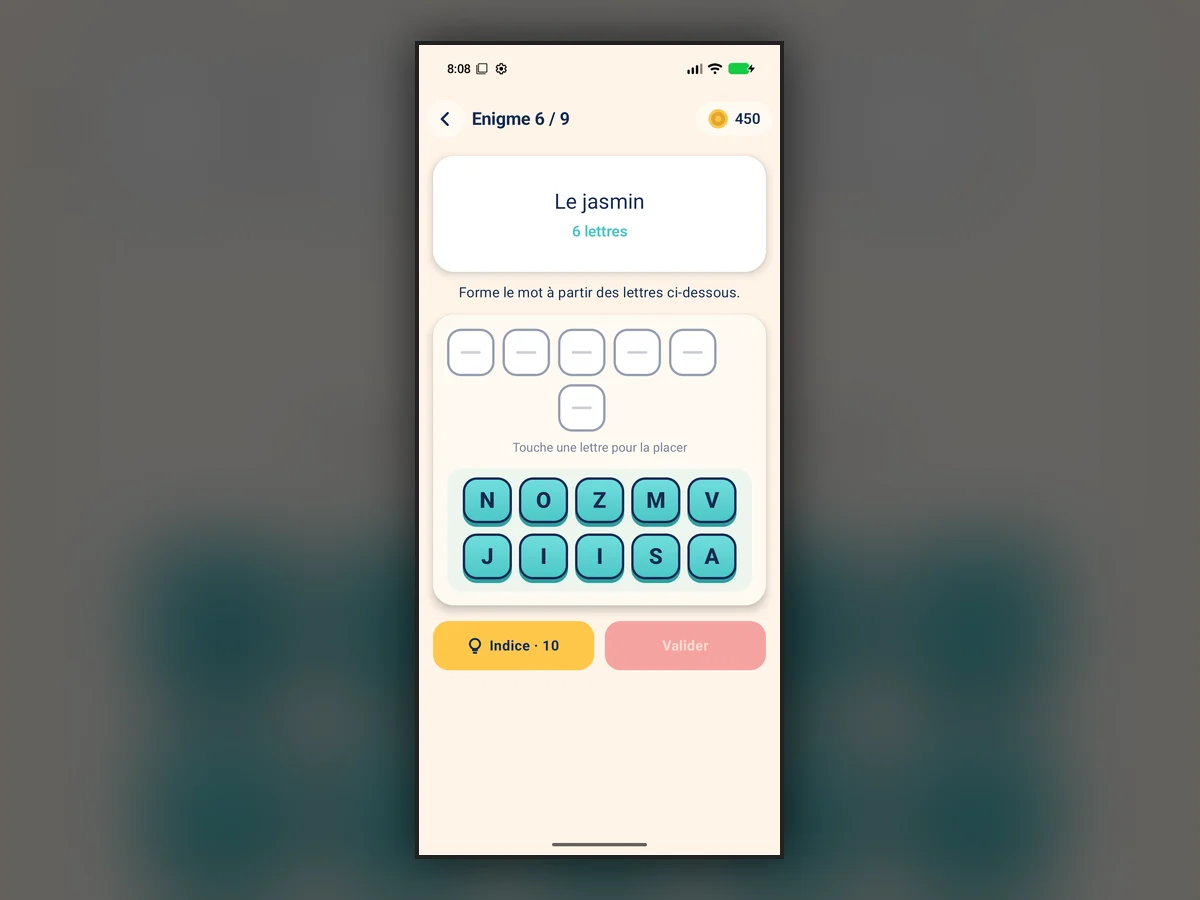 8:08
Enigme 6 / 9
450
Le jasmin
6 lettres
Forme le mot à partir des lettres ci-dessous.
Touche une lettre pour la placer
N O Z M V
J I I S A
Indice · 10
Valider